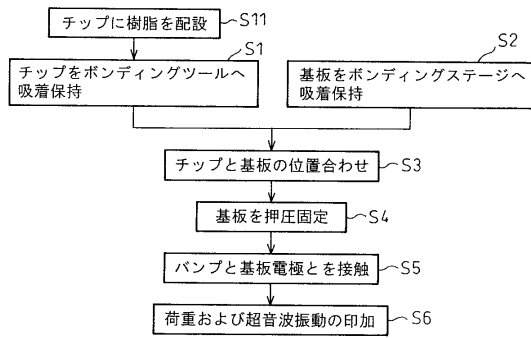 チップに樹脂を配設
S11
チップをボンディングツールへ
吸着保持
S1
基板をボンディングステージへ
吸着保持
S2
チップと基板の位置合わせ
S3
基板を押圧固定
S4
バンプと基板電極とを接触
S5
荷重および超音波振動の印加
S6